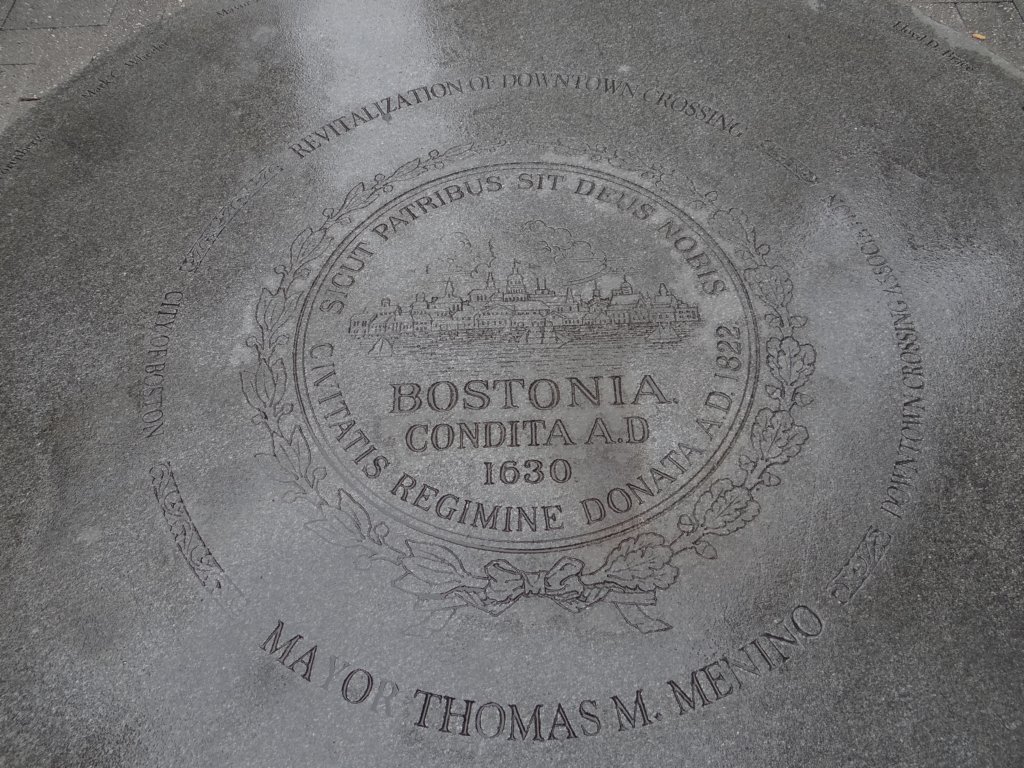 REVITALIZATION OF DOWNTOWN CROSSING
CITY OF BOSTON
DOWNTOWN CROSSING ASSOCIATION
SICUT PATRIBUS SIT DEUS NOBIS
BOSTONIA.
CONDITA A.D
1630.
CIVITATIS REGIMINE DONATA A.D. 1822
MAYOR THOMAS M. MENINO